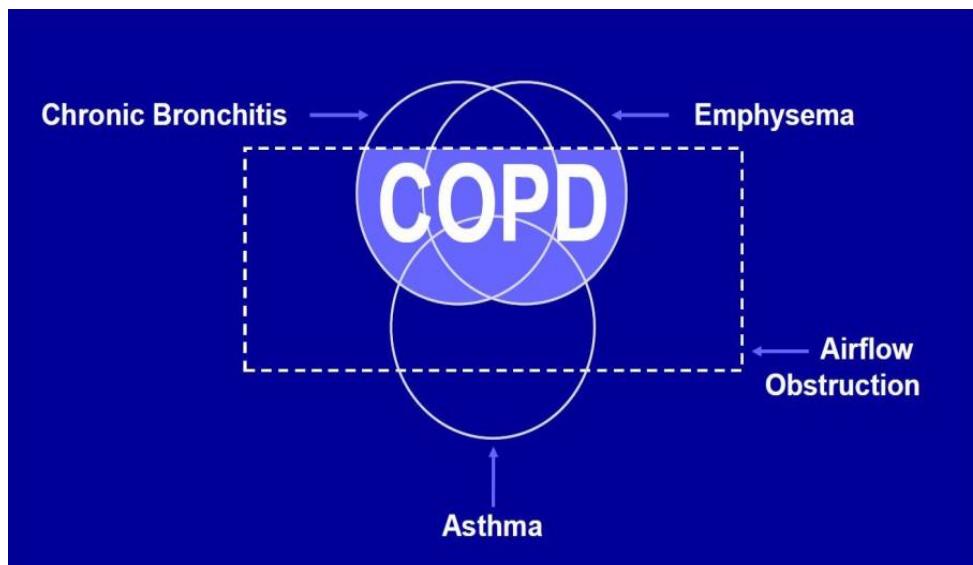 Chronic Bronchitis
Emphysema
COPD
Airflow
Obstruction
Asthma